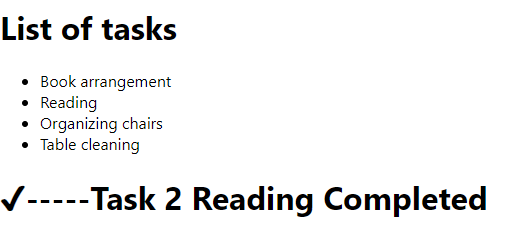 List of tasks
• Book arrangement
• Reading
• Organizing chairs
• Table cleaning
✓-----Task 2 Reading Completed